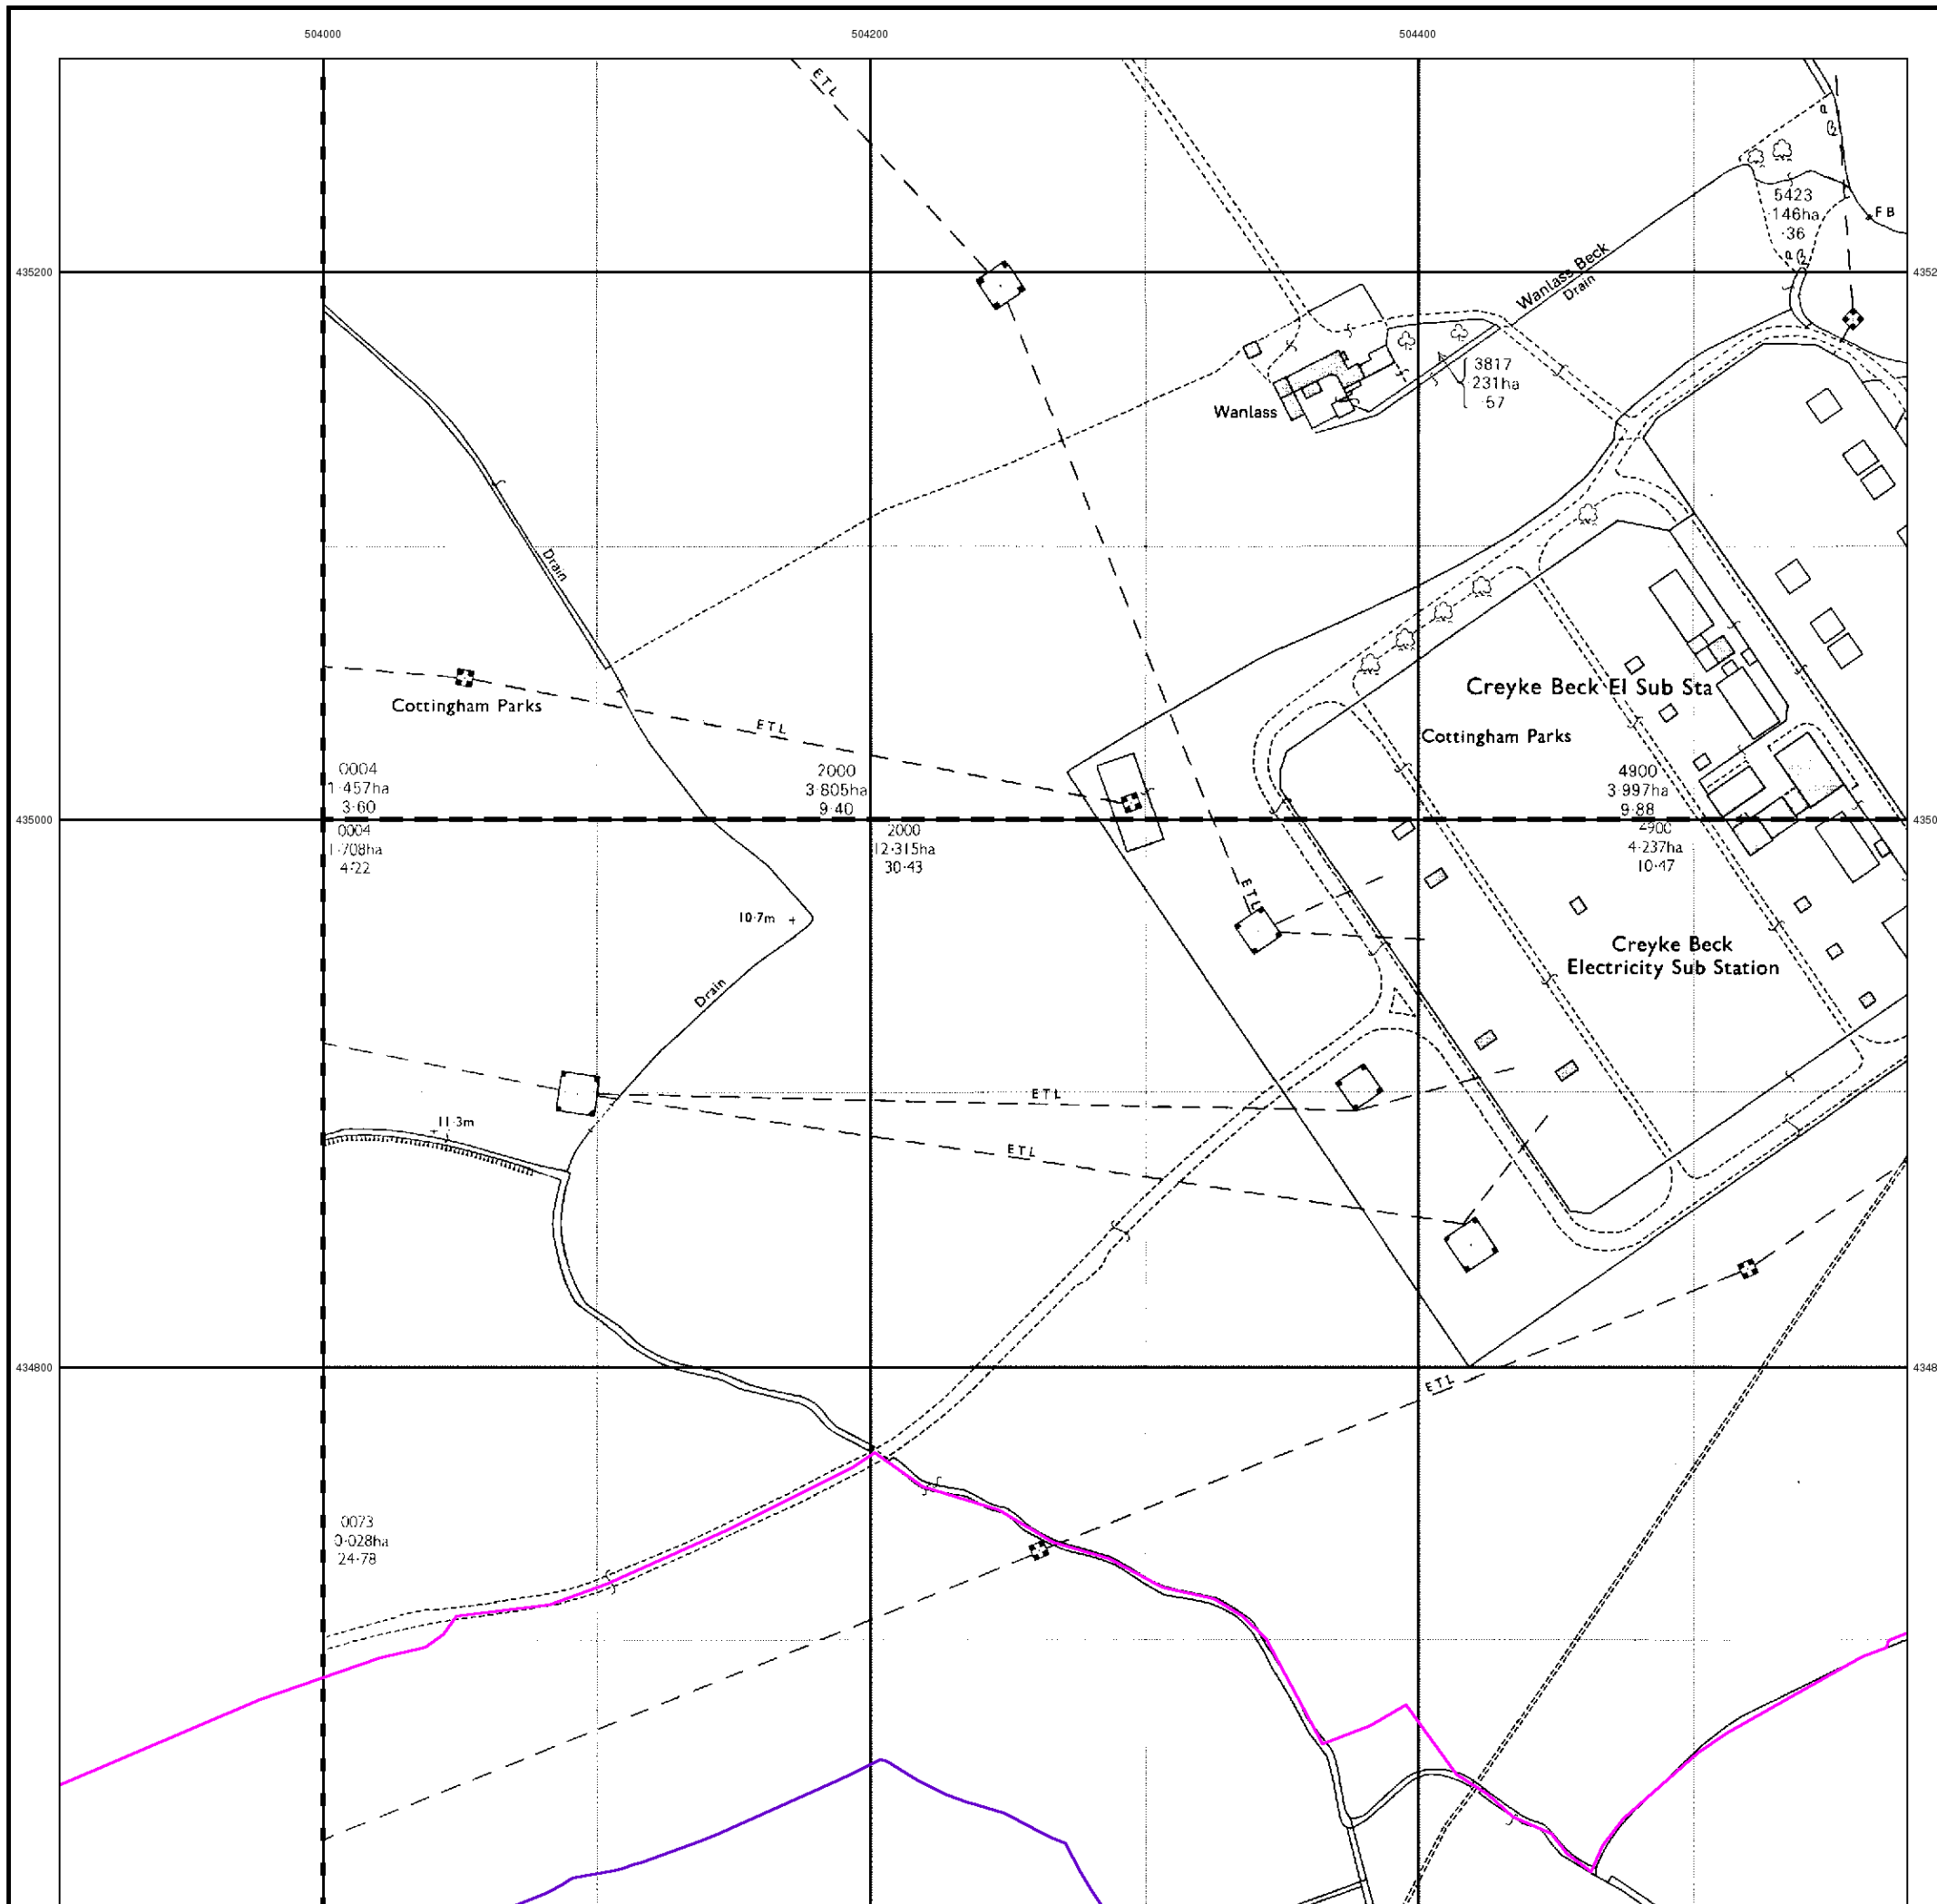 504000
504200
504400
ETL
5423
·146ha
·36
FB
435200
4352
Wanlass Beck
Drain
3817
·231ha
·57
Wanlass
Drain
Creyke Beck El Sub Sta
Cottingham Parks
ETL
Cottingham Parks
0004
1·457ha
3·60
2000
3·805ha
9·40
4900
3·997ha
9·88
435000
4350
0004
1·708ha
4·22
2000
12·315ha
30·43
4900
4·237ha
10·47
ETL
10·7m
Creyke Beck
Electricity Sub Station
Drain
ETL
11·3m
ETL
434800
4348
ETL
0073
0·028ha
24·78